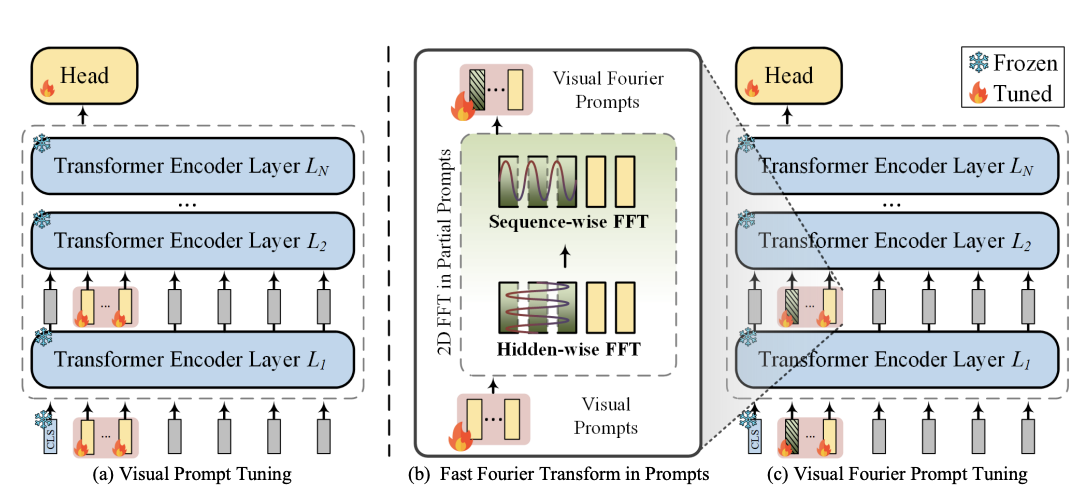 Head
Transformer Encoder Layer L_N
...
Transformer Encoder Layer L_2
...
Transformer Encoder Layer L_1
CLS
...
(a) Visual Prompt Tuning
...
Visual Fourier
Prompts
2D FFT in Partial Prompts
Sequence-wise FFT
Hidden-wise FFT
...
Visual
Prompts
(b) Fast Fourier Transform in Prompts
Head
Frozen
Tuned
Transformer Encoder Layer L_N
...
Transformer Encoder Layer L_2
...
Transformer Encoder Layer L_1
CLS
...
(c) Visual Fourier Prompt Tuning